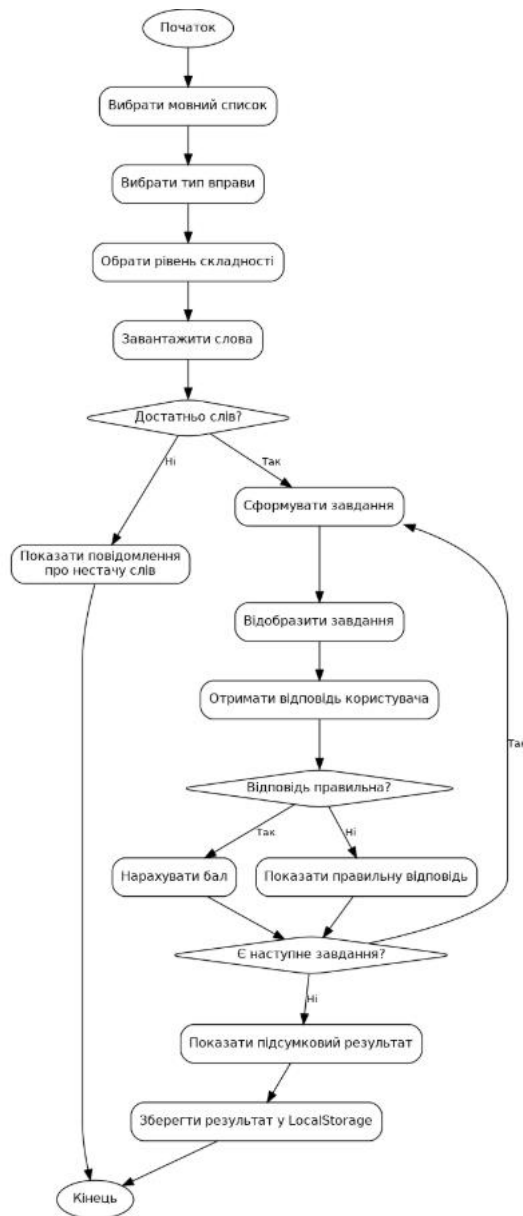 Початок
Вибрати мовний список
Вибрати тип вправи
Обрати рівень складності
Завантажити слова
Достатньо слів?
Ні
Так
Сформувати завдання
Показати повідомлення
про нестачу слів
Відобразити завдання
Отримати відповідь користувача
Так
Відповідь правильна?
Так
Ні
Нарахувати бал
Показати правильну відповідь
Є наступне завдання?
Ні
Показати підсумковий результат
Зберегти результат у LocalStorage
Кінець